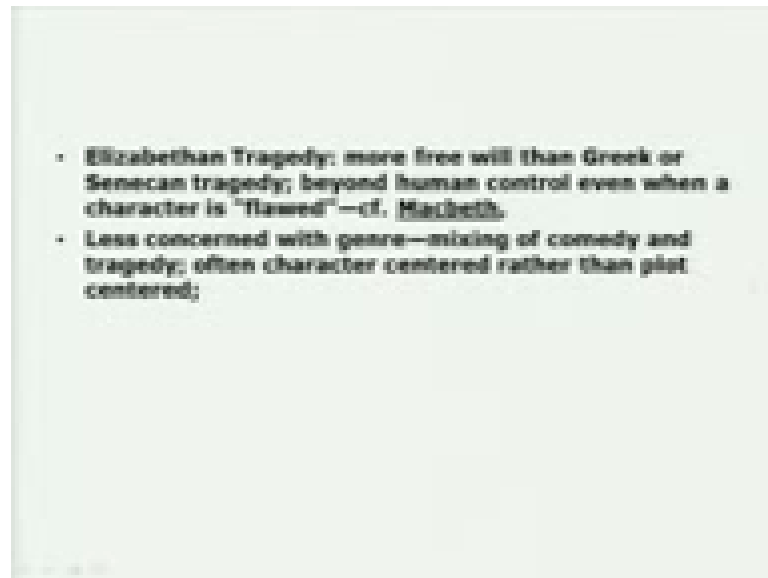 • Elizabethan Tragedy: more free will than Greek or
Senecan tragedy; beyond human control even when a
character is "flawed"—cf. Macbeth.
• Less concerned with genre—mixing of comedy and
tragedy; often character centered rather than plot
centered;